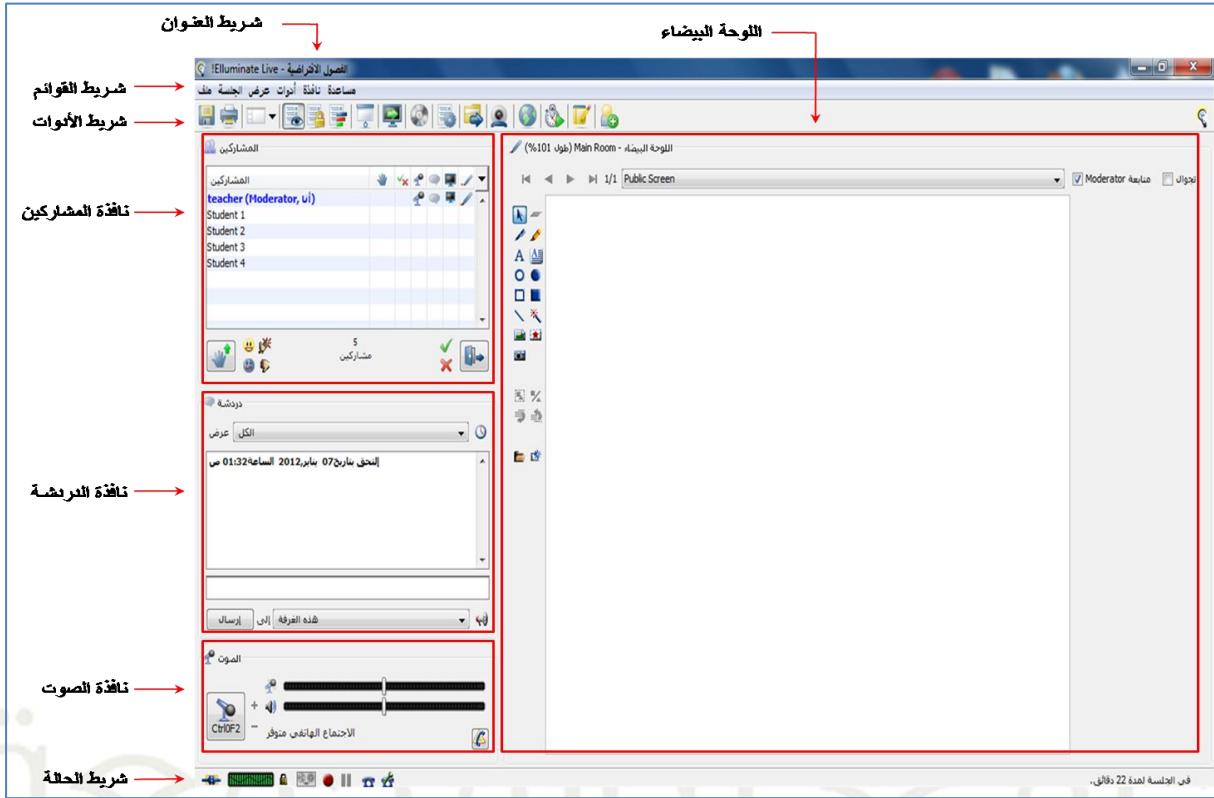 شريط العنوان
اللوحة البيضاء
الفصول الافتراضية - Elluminate Live!
شريط القوائم
ملف الجلسة عرض أدوات نافذة مساعدة
شريط الأدوات
المشاركين
المشاركين
نافذة المشاركين
teacher (Moderator, أنا)
Student 1
Student 2
Student 3
Student 4
5
مشاركين
اللوحة البيضاء - Main Room (طول 101%)
1/1 Public Screen
متابعة Moderator
تجوال
A A
دردشة
عرض الكل
نافذة الدردشة
إلتحق بتاريخ07 يناير,2012 الساعة01:32 ص
إرسال إلى هذه الغرفة
الصوت
نافذة الصوت
Ctrl0F2
+
−
الاجتماع الهاتفي متوفر
شريط الحالة
في الجلسة لمدة 22 دقائق.